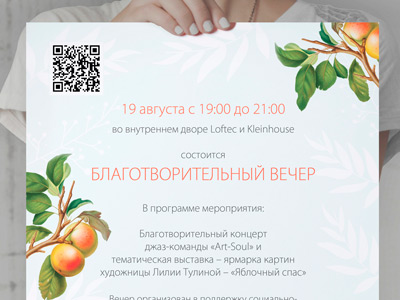 19 августа с 19:00 до 21:00
во внутреннем дворе Loftec и Kleinhouse
состоится
БЛАГОТВОРИТЕЛЬНЫЙ ВЕЧЕР
В программе мероприятия:
Благотворительный концерт
джаз-команды «Art-Soul» и
тематическая выставка – ярмарка картин
художницы Лилии Тулиной – «Яблочный спас»
Вечер организован в поддержку социально-